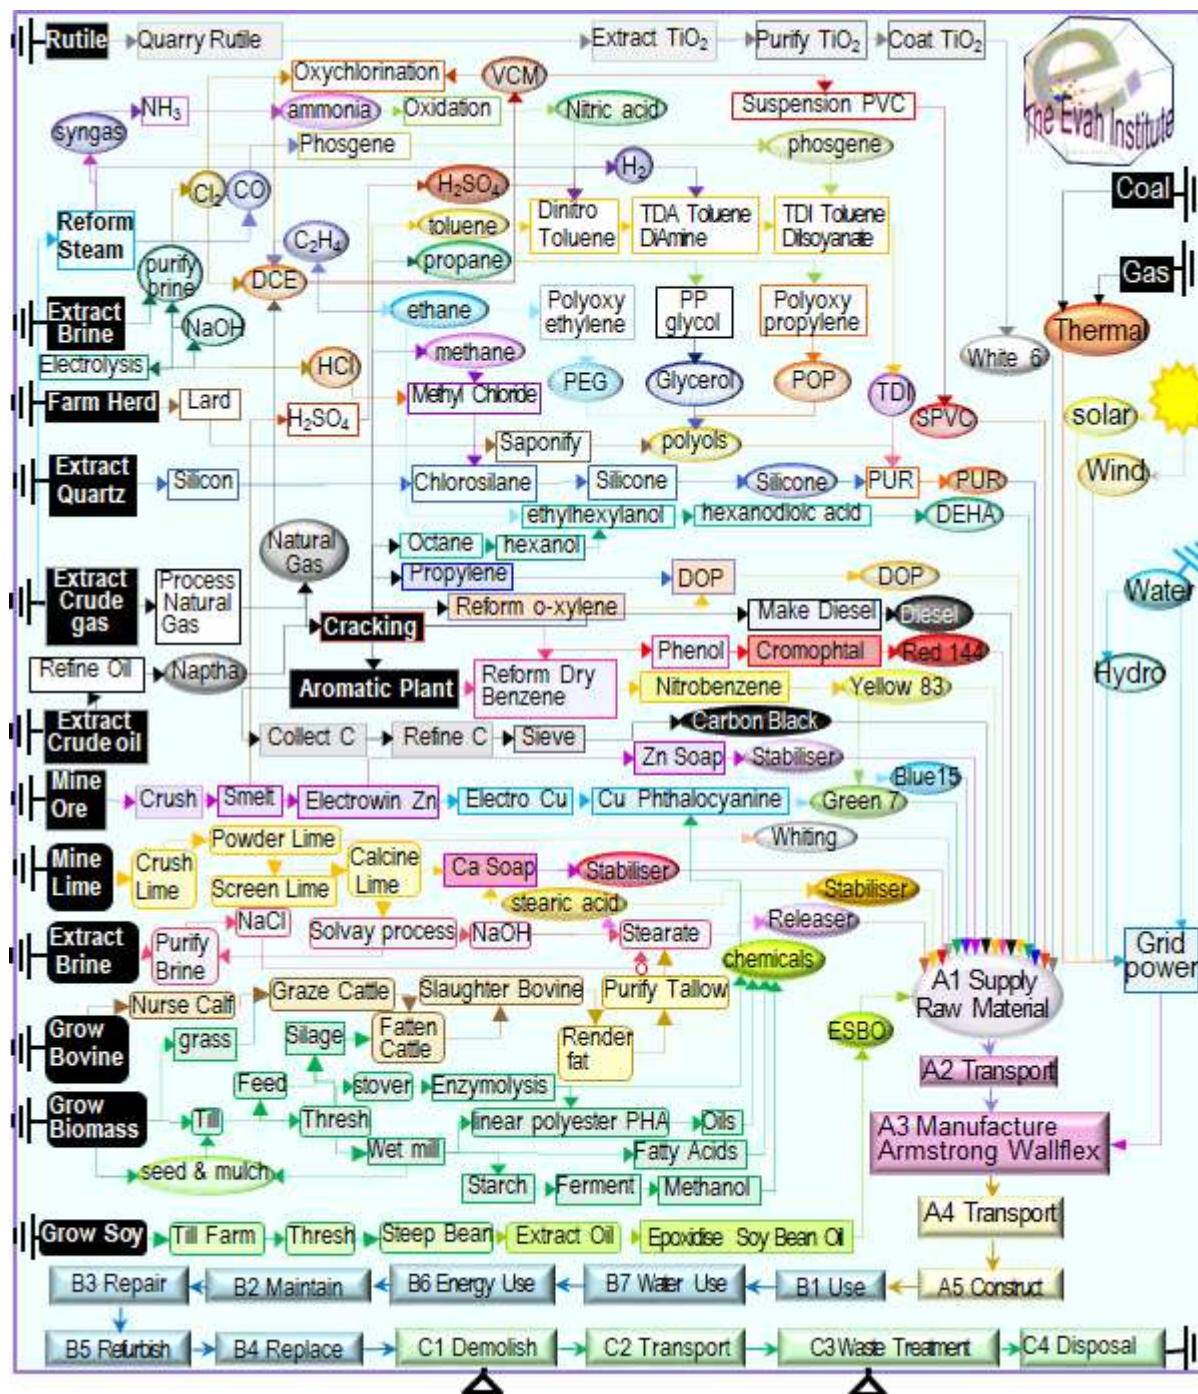 Rutile
Quarry Rutile
Extract TiO₂
Purify TiO₂
Coat TiO₂
The Evah Institute
Oxychlorination
VCM
NH₃
ammonia
Oxidation
Nitric acid
Suspension PVC
syngas
Phosgene
phosgene
H₂
Cl₂
CO
H₂SO₄
Coal
Reform
Steam
toluene
Dinitro
Toluene
TDA Toluene
DiAmine
TDI Toluene
DiIsoyanate
C₂H₄
purify
brine
DCE
propane
Gas
Extract
Brine
NaOH
ethane
Polyoxy
ethylene
PP
glycol
Polyoxy
propylene
Thermal
White 6
Electrolysis
HCl
methane
PEG
Glycerol
POP
TDI
Farm Herd
Lard
H₂SO₄
Methyl Chloride
SPVC
solar
Saponify
polyols
Wind
Extract
Quartz
Silicon
Chlorosilane
Silicone
Silicone
PUR
PUR
ethylhexylanol
hexanodioic acid
DEHA
Natural
Gas
Octane
hexanol
Extract
Crude
gas
Process
Natural
Gas
Propylene
DOP
DOP
Water
Reform o-xylene
Make Diesel
Diesel
Cracking
Refine Oil
Naptha
Phenol
Cromophtal
Red 144
Hydro
Aromatic Plant
Reform Dry
Benzene
Nitrobenzene
Yellow 83
Extract
Crude oil
Collect C
Refine C
Sieve
Carbon Black
Zn Soap
Stabiliser
Mine
Ore
Crush
Smelt
Electrowin Zn
Electro Cu
Cu Phthalocyanine
Green 7
Blue15
Powder Lime
Whiting
Mine
Lime
Crush
Lime
Screen Lime
Calcine
Lime
Ca Soap
Stabiliser
stearic acid
Stabiliser
NaCl
Releaser
Extract
Brine
Purify
Brine
Solvay process
NaOH
Stearate
chemicals
Grid
power
A1 Supply
Raw Material
Nurse Calf
Graze Cattle
Slaughter Bovine
Purify Tallow
Grow
Bovine
grass
Silage
Fatten
Cattle
Render
fat
ESBO
A2 Transport
Feed
stover
Enzymolysis
Grow
Biomass
Till
Thresh
linear polyester PHA
Oils
A3 Manufacture
Armstrong Wallflex
Wet mill
Fatty Acids
seed & mulch
Starch
Ferment
Methanol
A4 Transport
Grow Soy
Till Farm
Thresh
Steep Bean
Extract Oil
Epoxidise Soy Bean Oil
B3 Repair
B2 Maintain
B6 Energy Use
B7 Water Use
B1 Use
A5 Construct
B5 Refurbish
B4 Replace
C1 Demolish
C2 Transport
C3 Waste Treatment
C4 Disposal